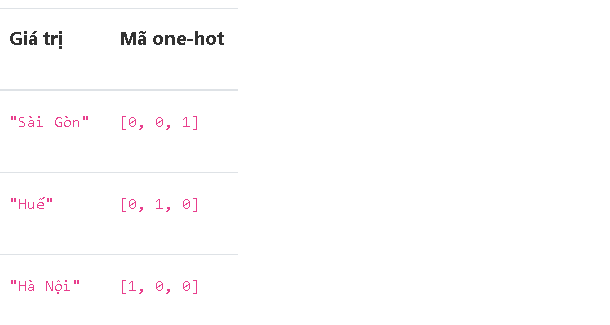 Giá trị Mã one-hot
"Sài Gòn" [0, 0, 1]
"Huế" [0, 1, 0]
"Hà Nội" [1, 0, 0]